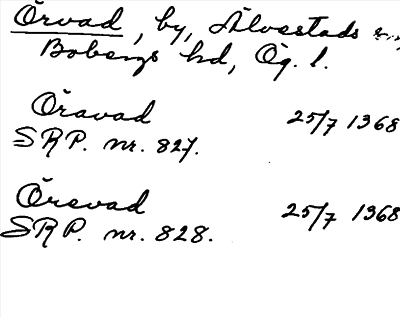 Örvad, by, Älvestads sn,
Bobergs hd, Ög. l.
Öravad 25/7 1368
SRP. nr. 827.
Örevad 25/7 1368
SRP. nr. 828.